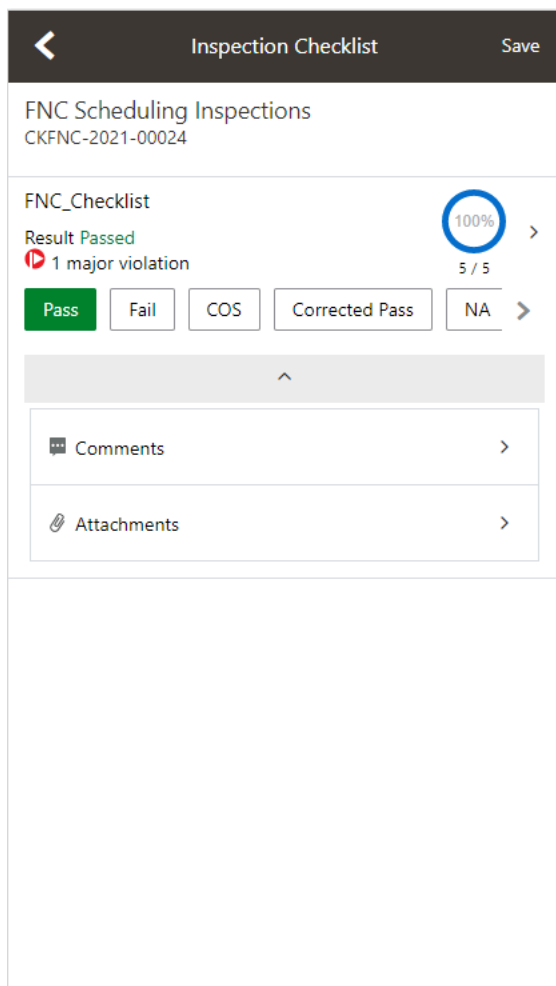 Inspection Checklist Save
FNC Scheduling Inspections
CKFNC-2021-00024
FNC_Checklist
100%
Result Passed
1 major violation
5 / 5
Pass Fail COS Corrected Pass NA
Comments
Attachments